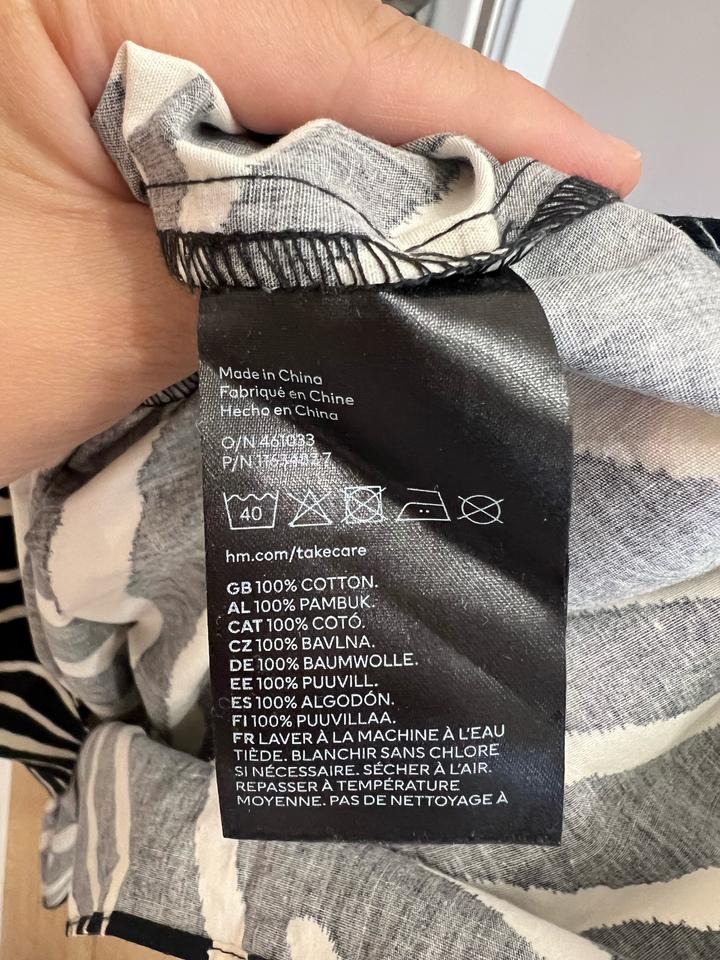 Made in China
Fabriqué en Chine
Hecho en China
O/N 461033
P/N
40
hm.com/takecare
GB 100% COTTON.
AL 100% PAMBUK.
CAT 100% COTÓ.
CZ 100% BAVLNA.
DE 100% BAUMWOLLE.
EE 100% PUUVILL.
ES 100% ALGODÓN.
FI 100% PUUVILLAA.
FR LAVER À LA MACHINE À L'EAU
TIÈDE. BLANCHIR SANS CHLORE
SI NÉCESSAIRE. SÉCHER À L'AIR.
REPASSER À TEMPÉRATURE
MOYENNE. PAS DE NETTOYAGE À